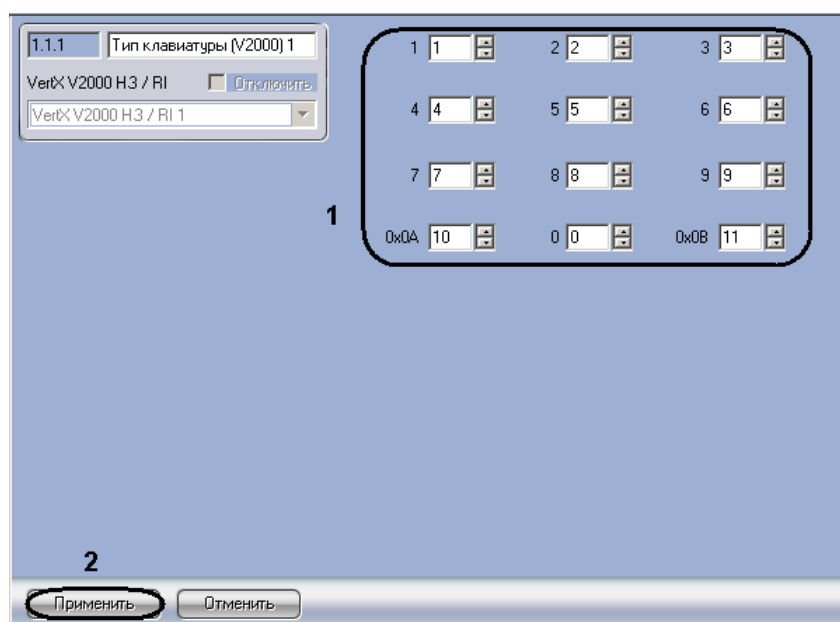 1.1.1 Тип клавиатуры (V2000) 1
VertX V2000 НЗ / RI Отключить
VertX V2000 НЗ / RI 1
1 1 2 2 3 3
4 4 5 5 6 6
7 7 8 8 9 9
1
0x0A 10 0 0 0x0B 11
2
Применить Отменить